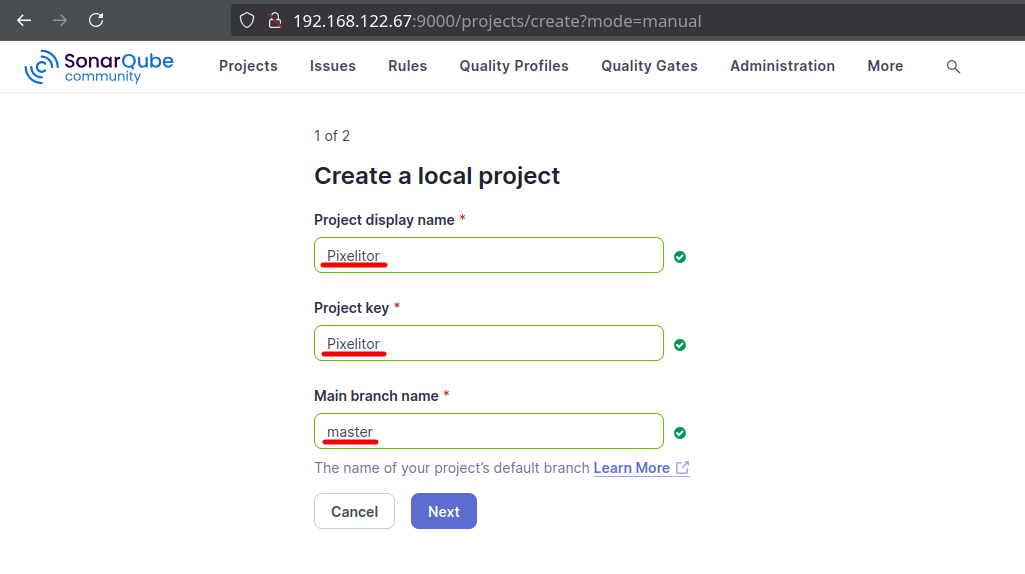 192.168.122.67:9000/projects/create?mode=manual
SonarQube
community
Projects Issues Rules Quality Profiles Quality Gates Administration More
1 of 2
Create a local project
Project display name *
Pixelitor
Project key *
Pixelitor
Main branch name *
master
The name of your project's default branch Learn More
Cancel Next